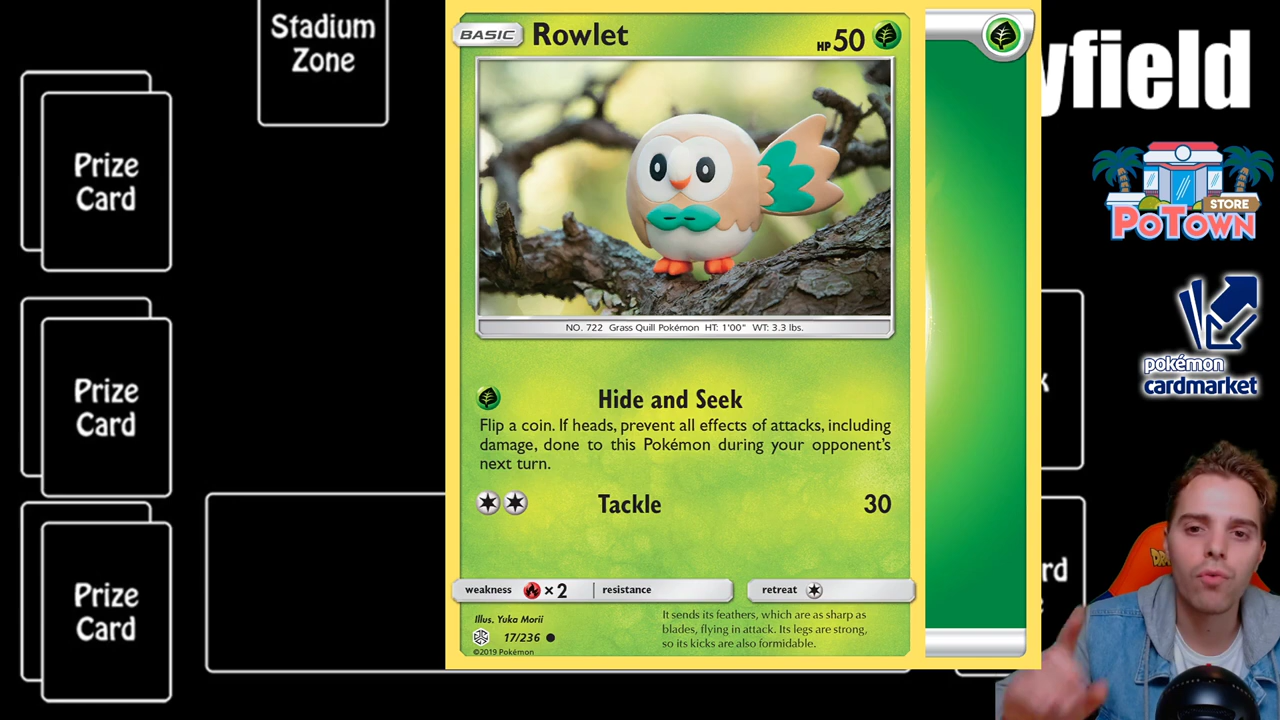 Stadium
Zone
Prize
Card
Prize
Card
Prize
Card
BASIC Rowlet HP 50
NO. 722 Grass Quill Pokémon HT: 1'00" WT: 3.3 lbs.
Hide and Seek
Flip a coin. If heads, prevent all effects of attacks, including
damage, done to this Pokémon during your opponent's
next turn.
Tackle 30
weakness × 2 resistance retreat
Illus. Yuka Morii
17/236
©2019 Pokémon
It sends its feathers, which are as sharp as
blades, flying in attack. Its legs are strong,
so its kicks are also formidable.
yfield
STORE
POTOWN
pokémon
cardmarket
k
rd